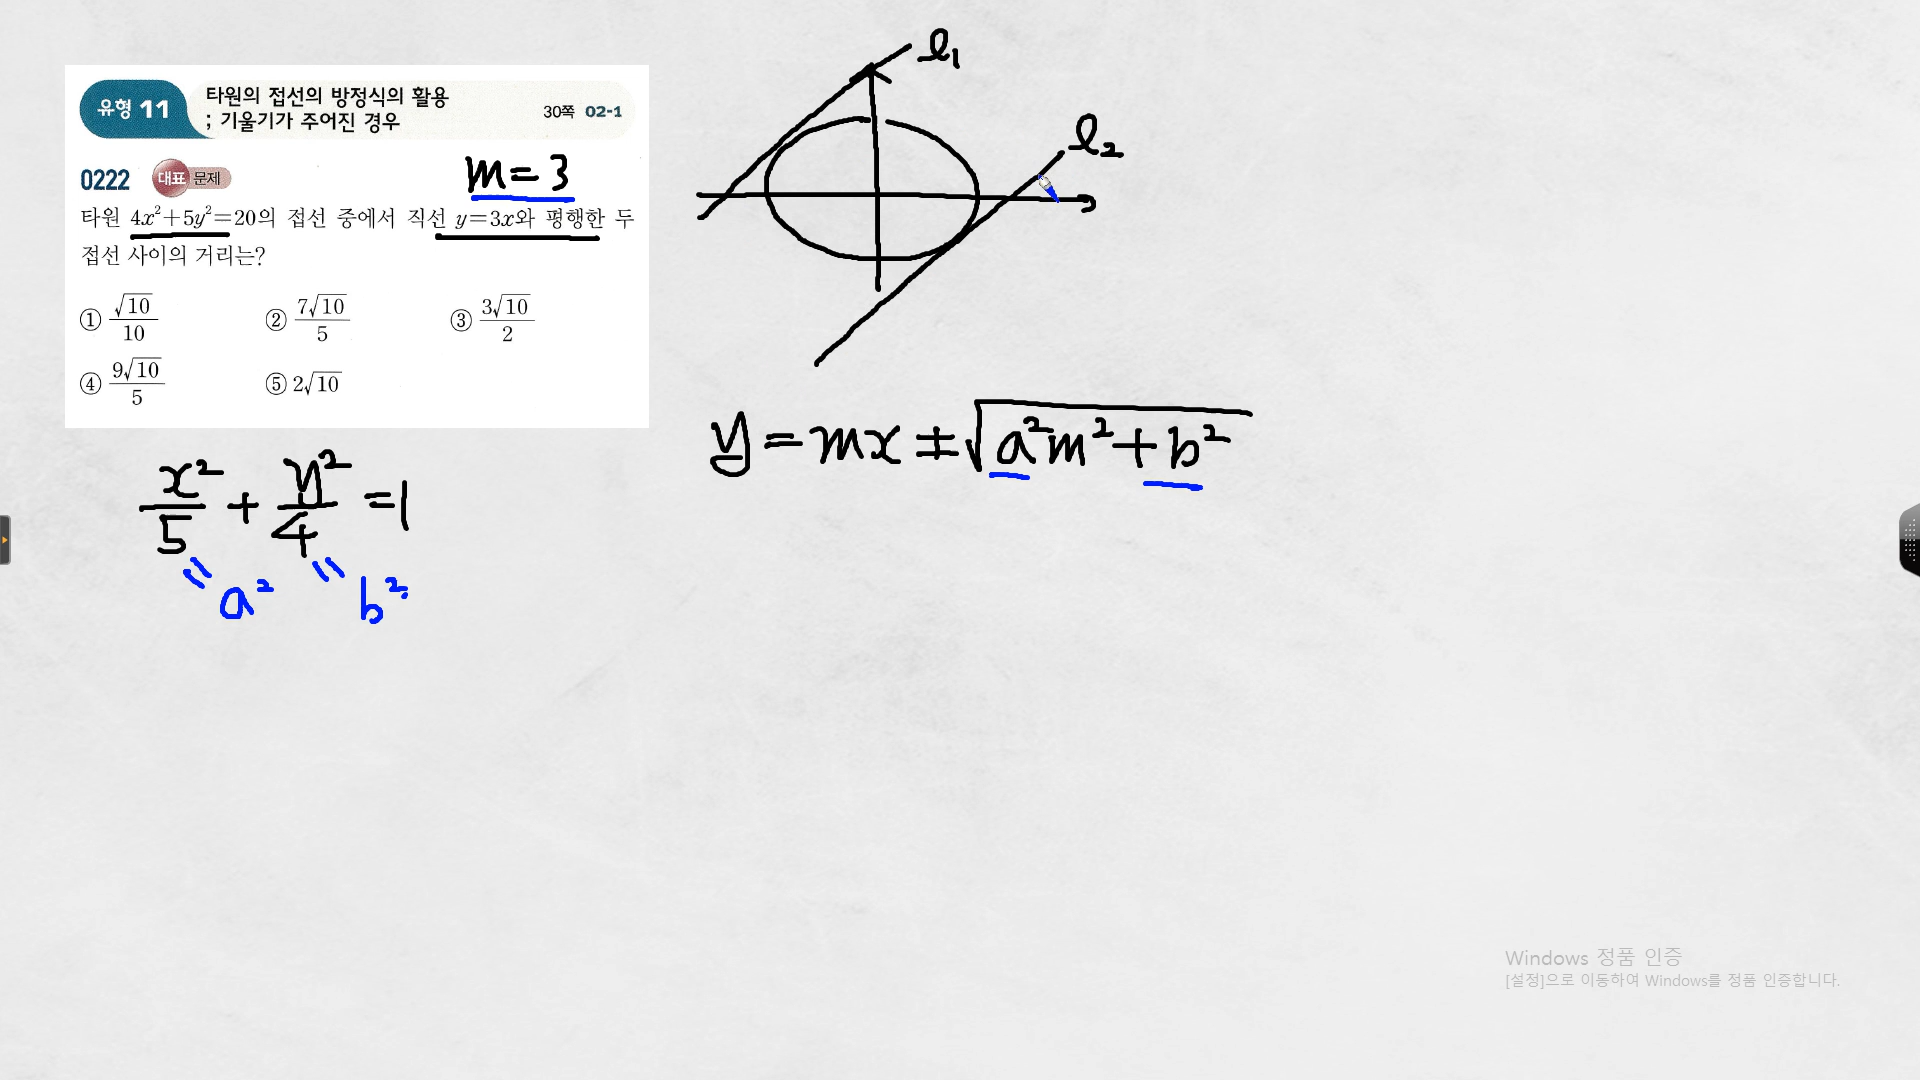 유형 11
타원의 접선의 방정식의 활용
; 기울기가 주어진 경우
30쪽 02-1
0222 대표 문제
m = 3
타원 4x²+5y²=20의 접선 중에서 직선 y=3x와 평행한 두
접선 사이의 거리는?
① √10/10 ② 7√10/5 ③ 3√10/2
④ 9√10/5 ⑤ 2√10
l₁
l₂
y = mx ± √(a²m² + b²)
x²/5 + y²/4 = 1
= a² = b²
Windows 정품 인증
[설정]으로 이동하여 Windows를 정품 인증합니다.